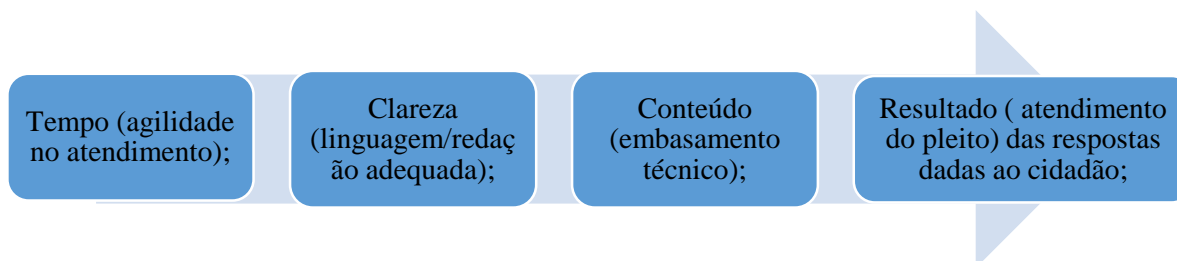 Tempo (agilidade
no atendimento);
Clareza
(linguagem/redaç
ão adequada);
Conteúdo
(embasamento
técnico);
Resultado ( atendimento
do pleito) das respostas
dadas ao cidadão;